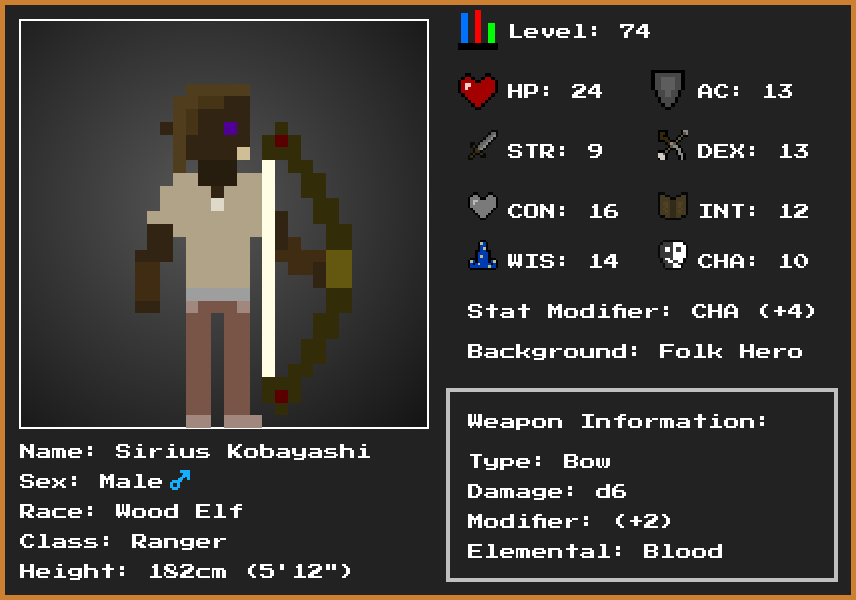 Level: 74
HP: 24 AC: 13
STR: 9 DEX: 13
CON: 16 INT: 12
WIS: 14 CHA: 10
Stat Modifier: CHA (+4)
Background: Folk Hero
Weapon Information:
Type: Bow
Damage: d6
Modifier: (+2)
Elemental: Blood
Name: Sirius Kobayashi
Sex: Male ♂
Race: Wood Elf
Class: Ranger
Height: 182cm (5'12")